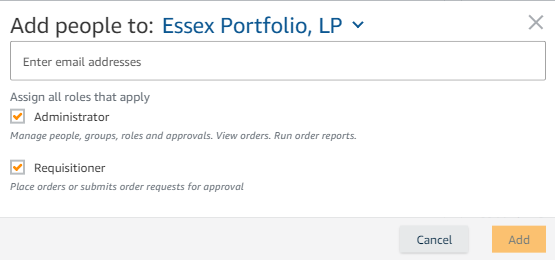 Add people to: Essex Portfolio, LP
Enter email addresses
Assign all roles that apply
Administrator
Manage people, groups, roles and approvals. View orders. Run order reports.
Requisitioner
Place orders or submits order requests for approval
Cancel
Add